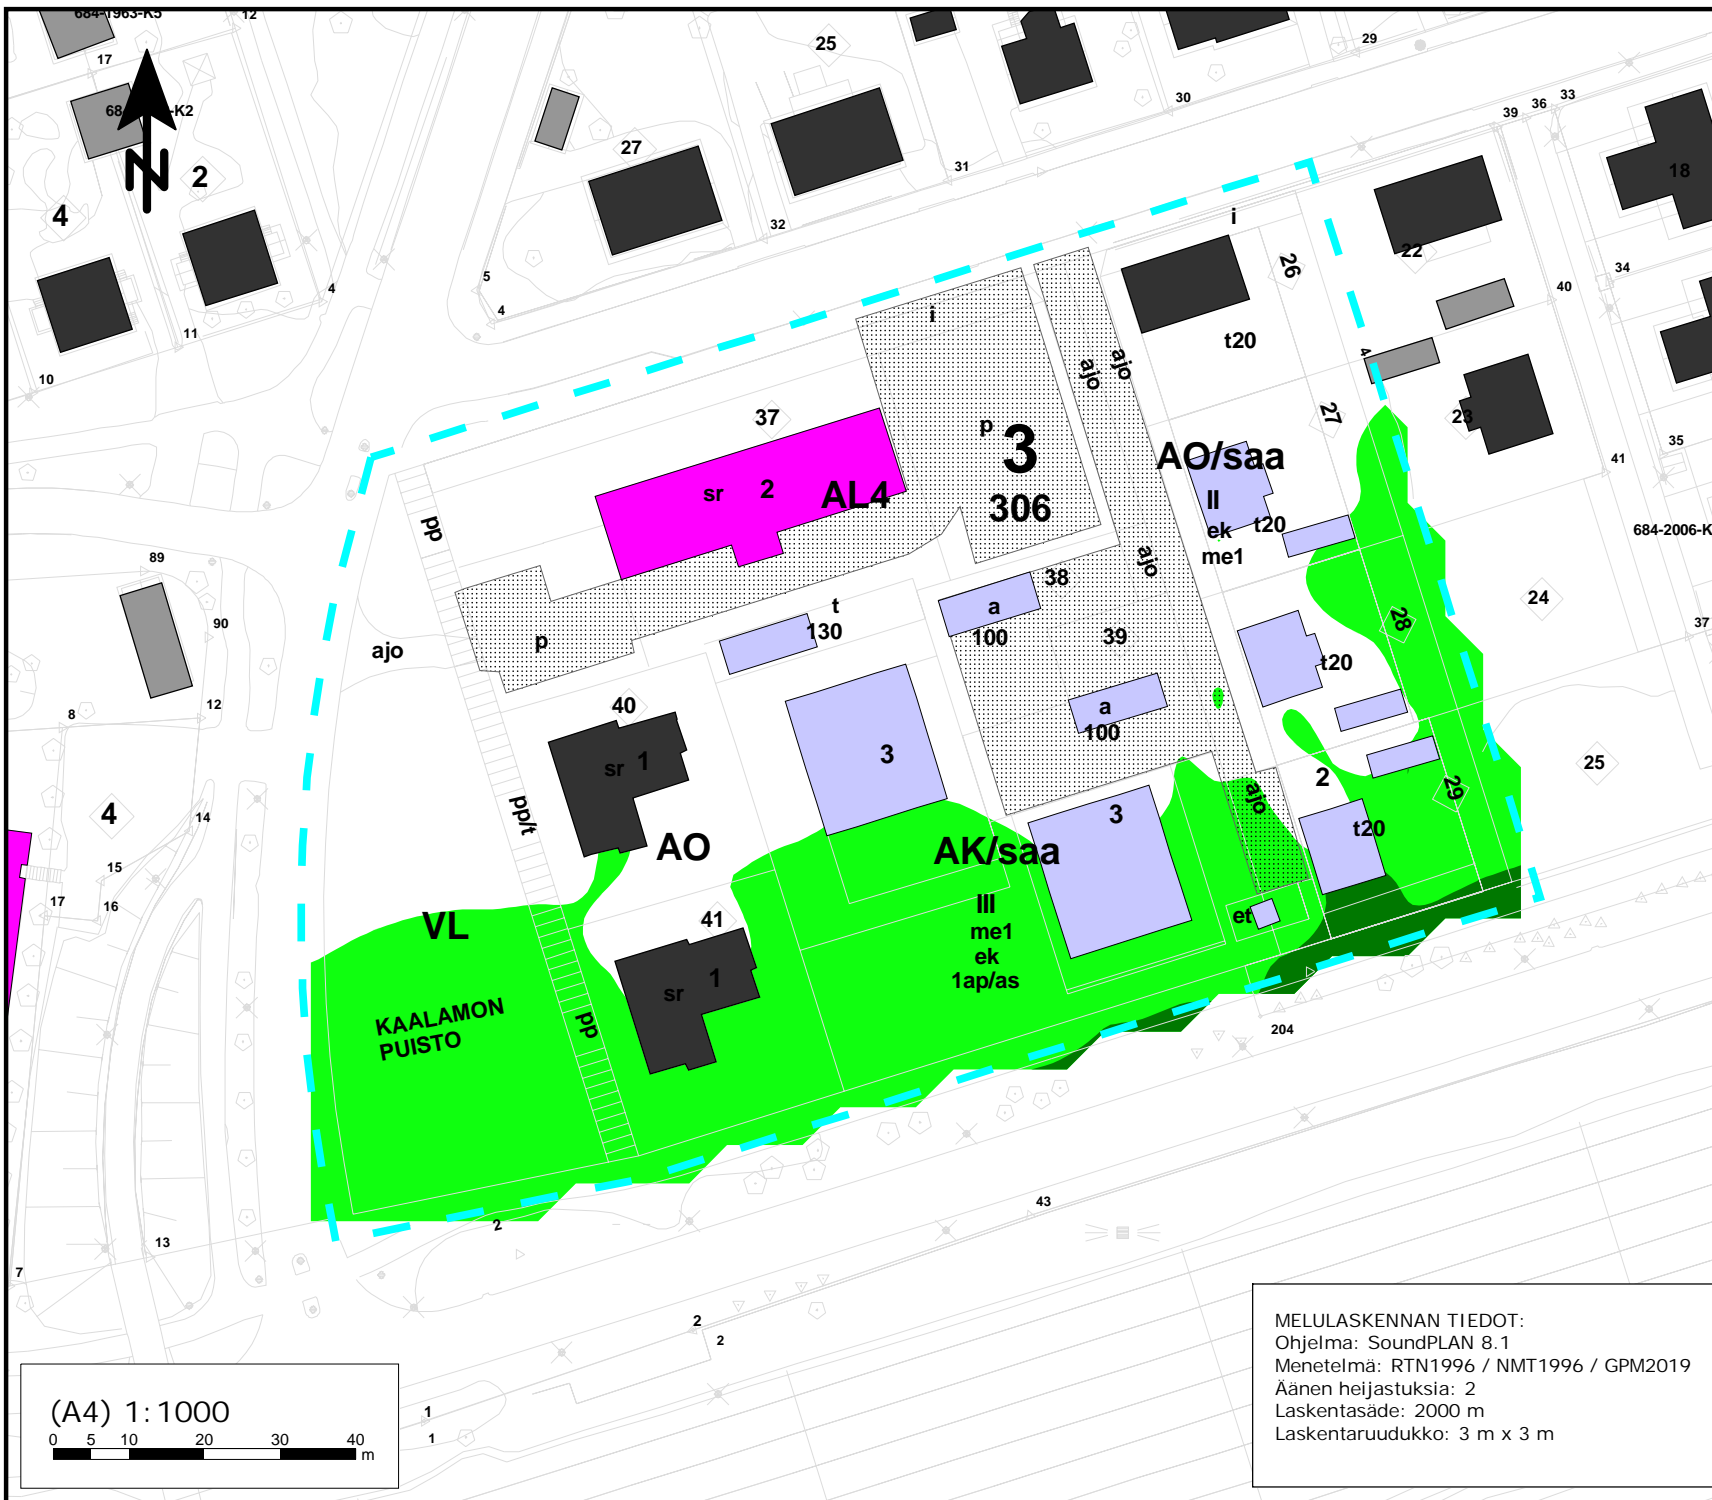 684-1963-K5
12
25
29
17
33
36
39
30
27
31
18
2
4
32
i
26
22
34
5
4
4
40
11
i
t20
ajo
ajo
4
10
27
37
23
p
3
35
AO/saa
41
sr 2
AL4
II
306
pp
t20
ek
684-2006-K
me1
89
ajo
38
24
t
a
130
100
39
28
90
37
p
ajo
t20
40
a
12
8
100
3
sr 1
25
2
29
ajo
pp/t
4
3
t20
14
AO
AK/saa
15
III
17
16
41
et
VL
me1
ek
sr 1
1ap/as
KAALAMON
PUISTO
pp
204
43
2
13
7
2
2
MELULASKENNAN TIEDOT:
Ohjelma: SoundPLAN 8.1
Menetelmä: RTN1996 / NMT1996 / GPM2019
Äänen heijastuksia: 2
Laskentasäde: 2000 m
Laskentaruudukko: 3 m x 3 m
(A4) 1:1000
1
1
0 5 10 20 30 40
m